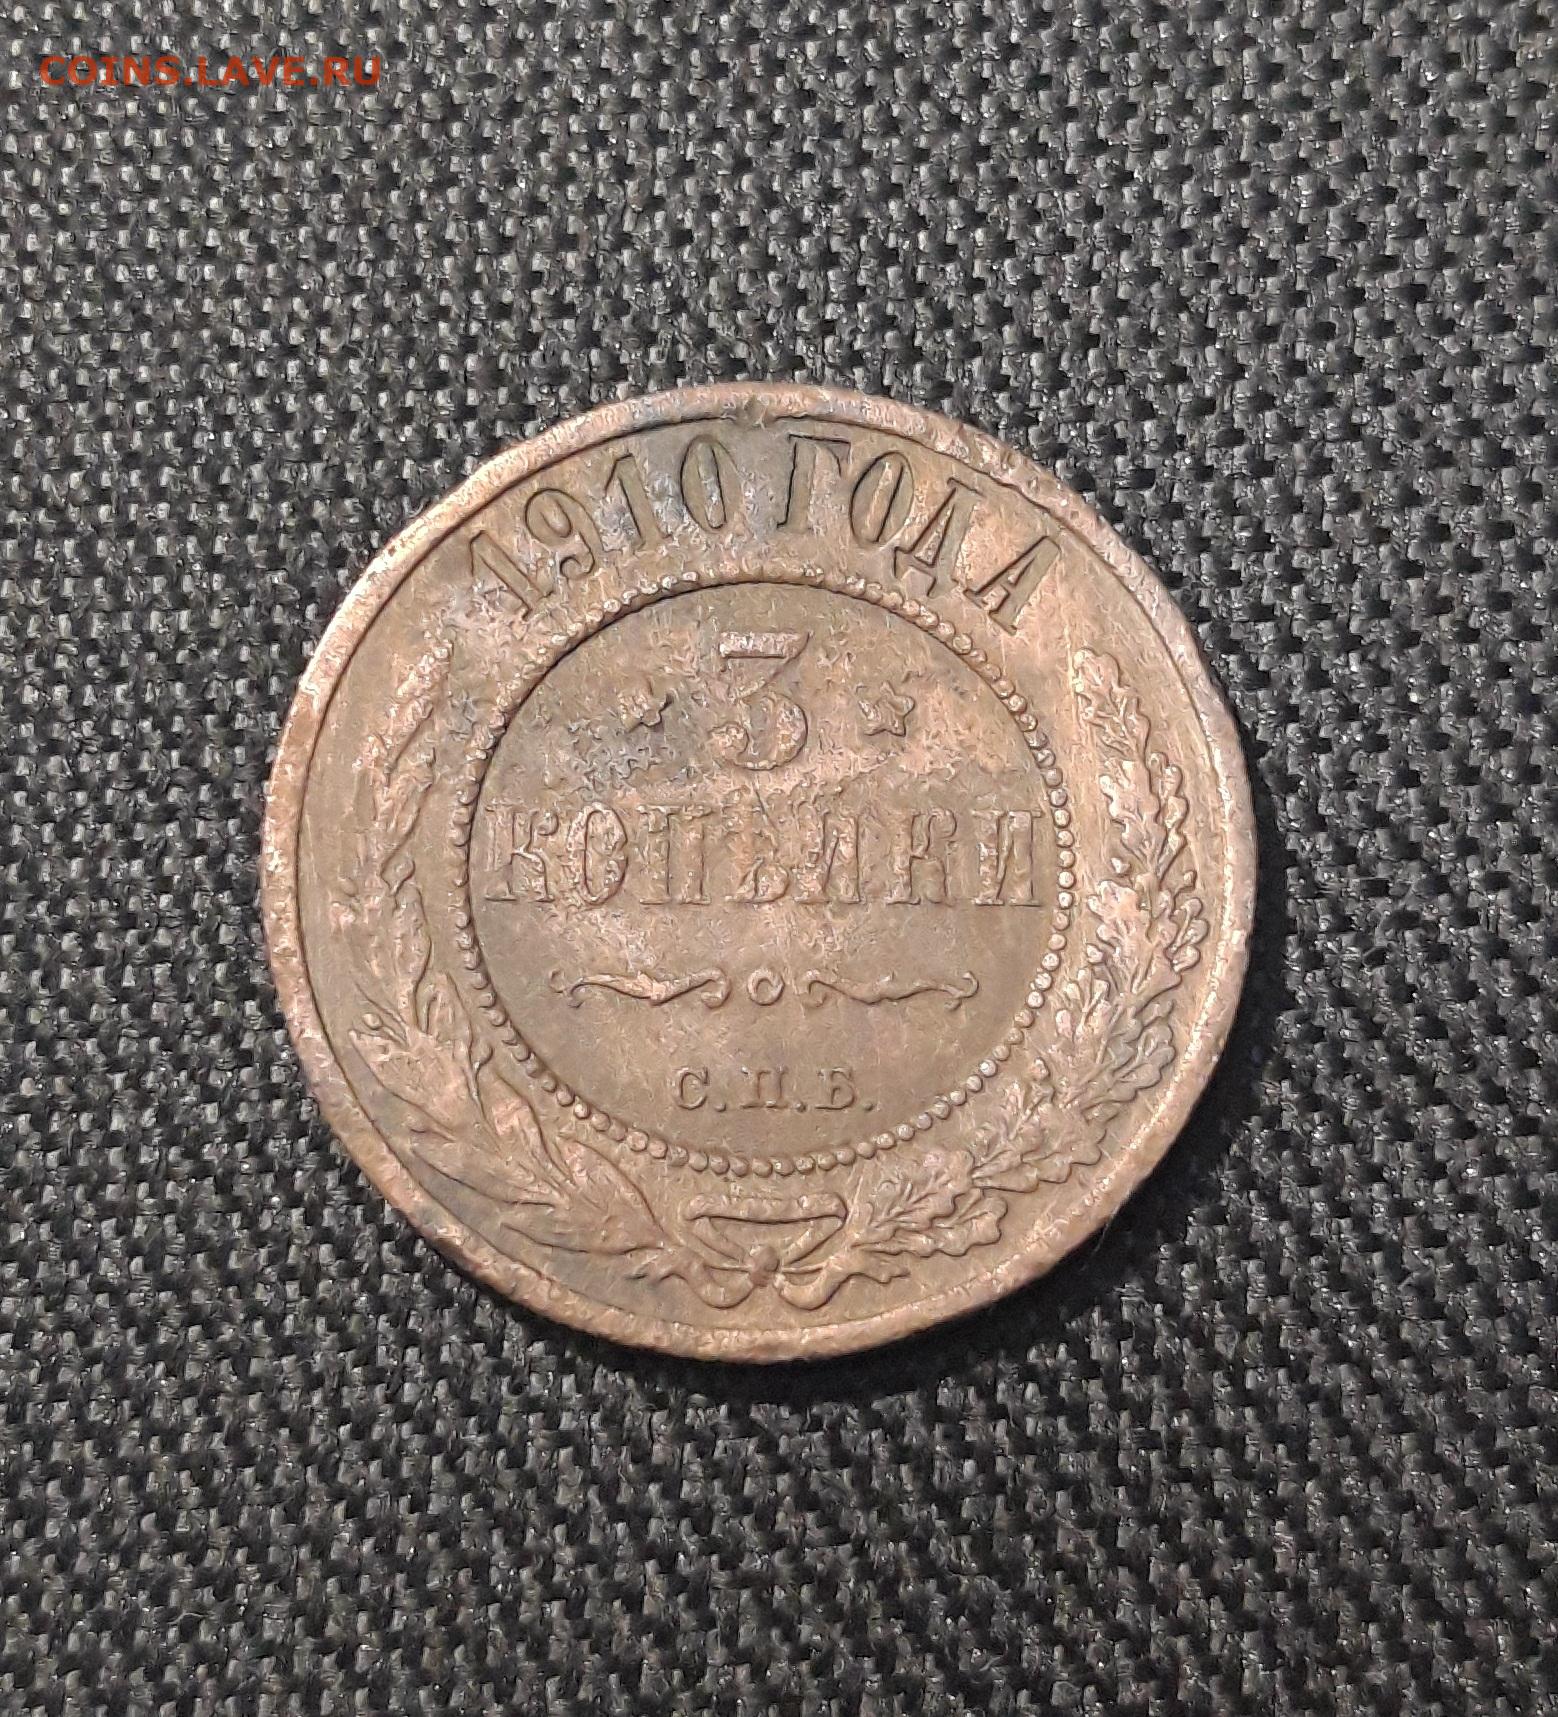 COINS.LAVE.RU
1910 ГОДА
3
КОПѢЙКИ
С.П.Б.